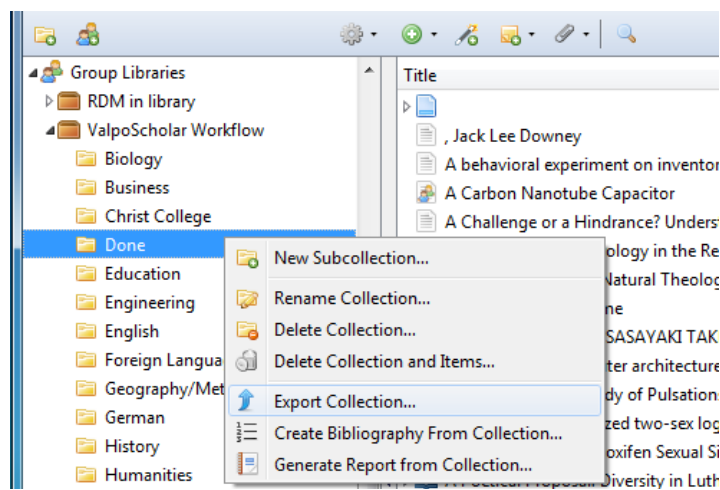 Group Libraries
RDM in library
ValpoScholar Workflow
Biology
Business
Christ College
Done
Education
Engineering
English
Foreign Langua
Geography/Met
German
History
Humanities
New Subcollection...
Rename Collection...
Delete Collection...
Delete Collection and Items...
Export Collection...
Create Bibliography From Collection...
Generate Report from Collection...
Title
, Jack Lee Downey
A behavioral experiment on inventor
A Carbon Nanotube Capacitor
A Challenge or a Hindrance? Underst
ology in the Re
Natural Theolog
ne
SASAYAKI TAK
ter architecture
dy of Pulsation
zed two-sex log
oxifen Sexual Si
A Poetical Proposal: Diversity in Luth